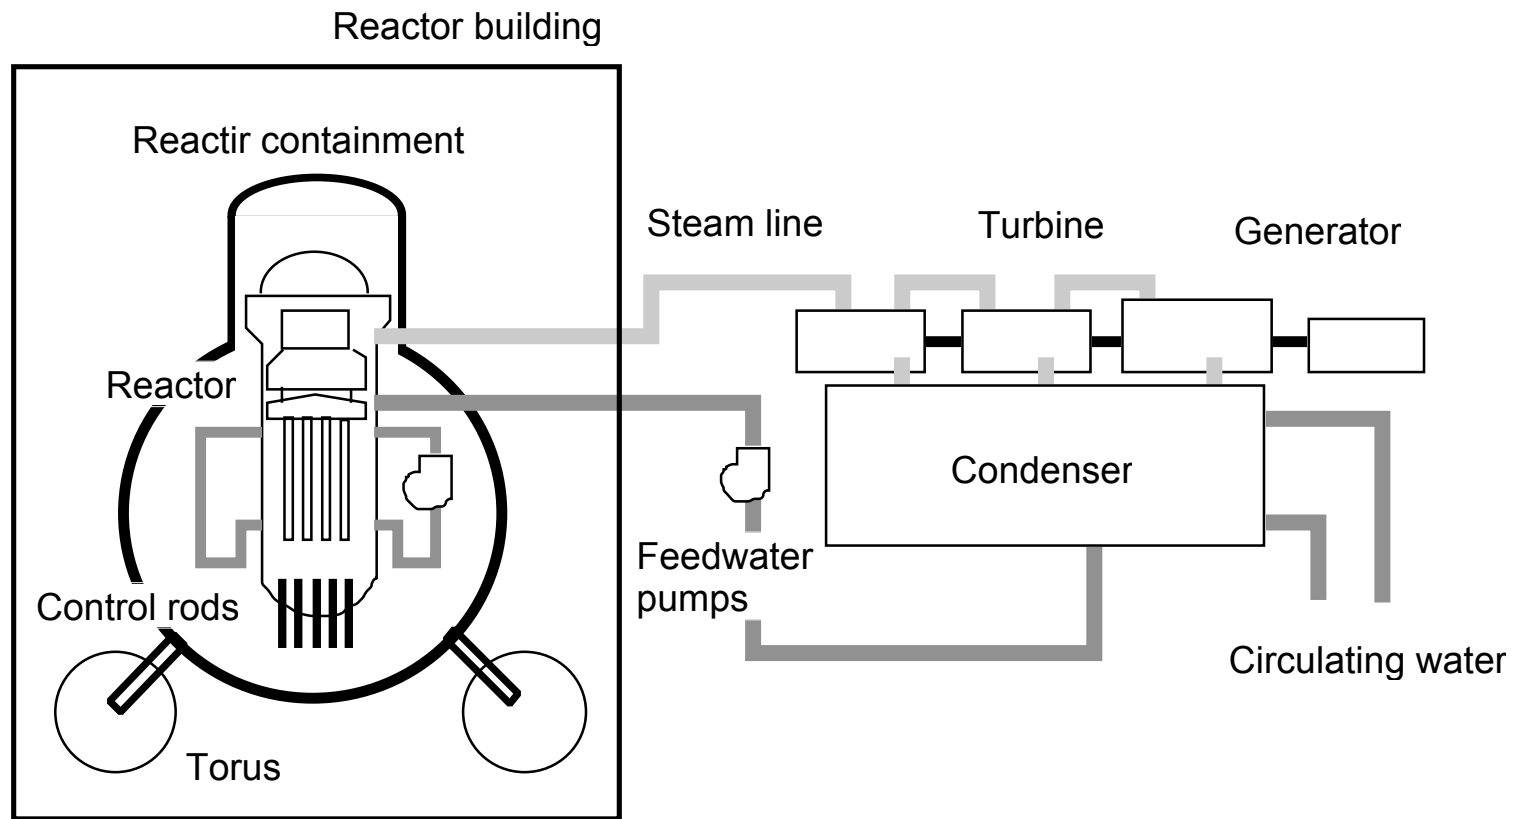 Reactor building
Reactir containment
Steam line
Turbine
Generator
Reactor
Condenser
Feedwater
pumps
Control rods
Circulating water
Torus